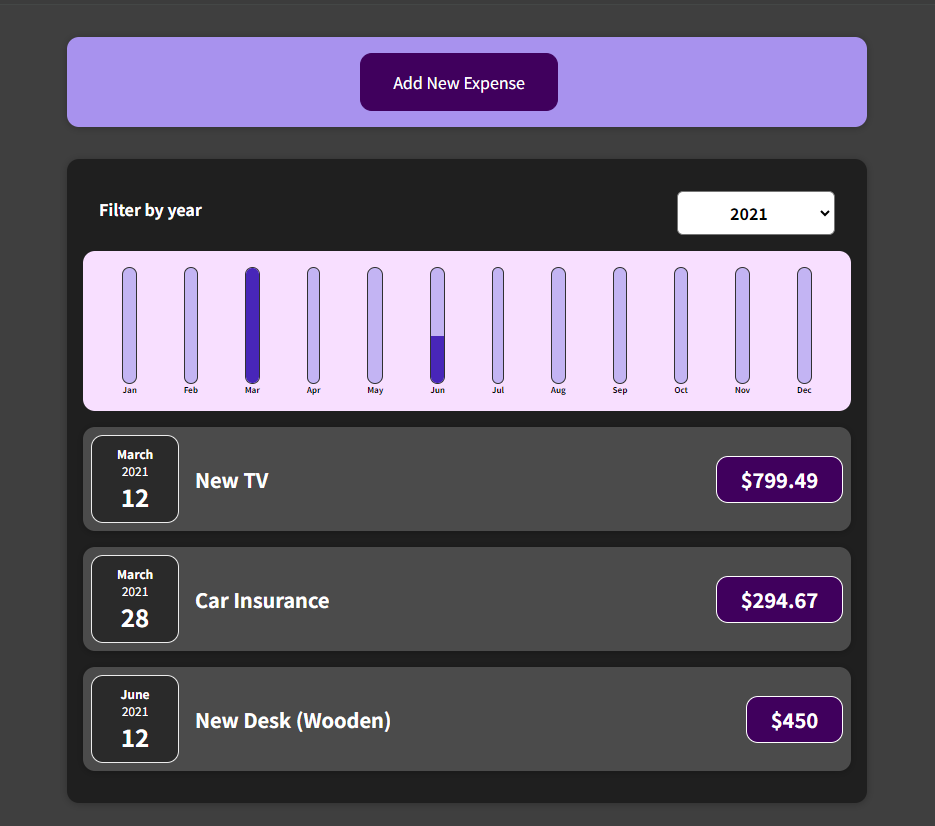 Add New Expense
Filter by year
2021
Jan Feb Mar Apr May Jun Jul Aug Sep Oct Nov Dec
March
2021
12
New TV
$799.49
March
2021
28
Car Insurance
$294.67
June
2021
12
New Desk (Wooden)
$450